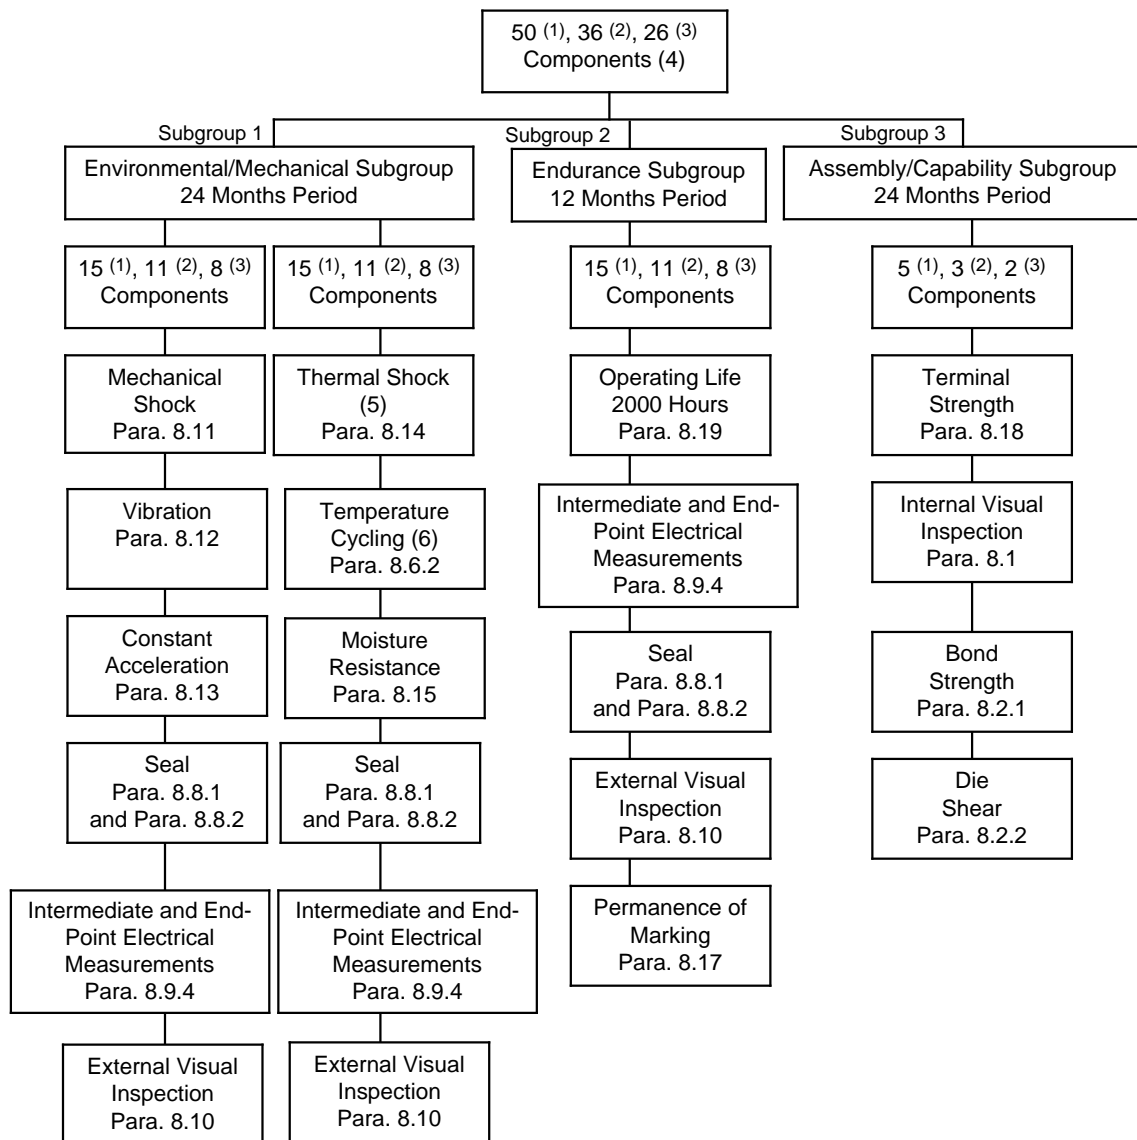 50 (1), 36 (2), 26 (3)
Components (4)
Subgroup 1
Subgroup 2
Subgroup 3
Environmental/Mechanical Subgroup
24 Months Period
Endurance Subgroup
12 Months Period
Assembly/Capability Subgroup
24 Months Period
15 (1), 11 (2), 8 (3)
Components
15 (1), 11 (2), 8 (3)
Components
15 (1), 11 (2), 8 (3)
Components
5 (1), 3 (2), 2 (3)
Components
Mechanical
Shock
Para. 8.11
Thermal Shock
(5)
Para. 8.14
Operating Life
2000 Hours
Para. 8.19
Terminal
Strength
Para. 8.18
Vibration
Para. 8.12
Temperature
Cycling (6)
Para. 8.6.2
Intermediate and End-
Point Electrical
Measurements
Para. 8.9.4
Internal Visual
Inspection
Para. 8.1
Constant
Acceleration
Para. 8.13
Moisture
Resistance
Para. 8.15
Seal
Para. 8.8.1
and Para. 8.8.2
Bond
Strength
Para. 8.2.1
Seal
Para. 8.8.1
and Para. 8.8.2
Seal
Para. 8.8.1
and Para. 8.8.2
External Visual
Inspection
Para. 8.10
Die
Shear
Para. 8.2.2
Intermediate and End-
Point Electrical
Measurements
Para. 8.9.4
Intermediate and End-
Point Electrical
Measurements
Para. 8.9.4
Permanence of
Marking
Para. 8.17
External Visual
Inspection
Para. 8.10
External Visual
Inspection
Para. 8.10